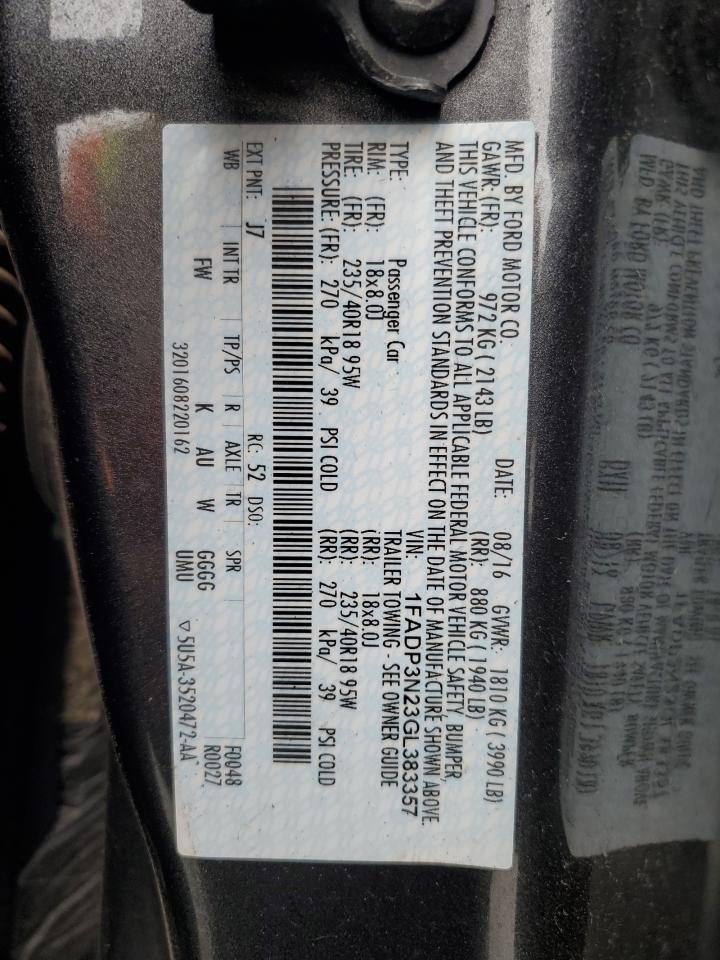 MFD. BY FORD MOTOR CO.
DATE: 08/16 GVWR: 1810 KG ( 3990 LB)
GAWR: (FR): 972 KG ( 2143 LB) (RR): 880 KG ( 1940 LB)
THIS VEHICLE CONFORMS TO ALL APPLICABLE FEDERAL MOTOR VEHICLE SAFETY, BUMPER,
AND THEFT PREVENTION STANDARDS IN EFFECT ON THE DATE OF MANUFACTURE SHOWN ABOVE.
VIN: 1FADP3N23GL383357
TYPE: Passenger Car TRAILER TOWING - SEE OWNER GUIDE
RIM: (FR): 18x8.0J (RR): 18x8.0J
TIRE: (FR): 235/40R18 95W (RR): 235/40R18 95W
PRESSURE: (FR): 270 kPa/ 39 PSI COLD (RR): 270 kPa/ 39 PSI COLD
EXT PNT: J7 RC: 52 DSO:
WB INT TR TP/PS R AXLE TR SPR F0048
FW K AU W GGGG R0027
UMU
3201608220162 ▽5U5A-3520472-AA